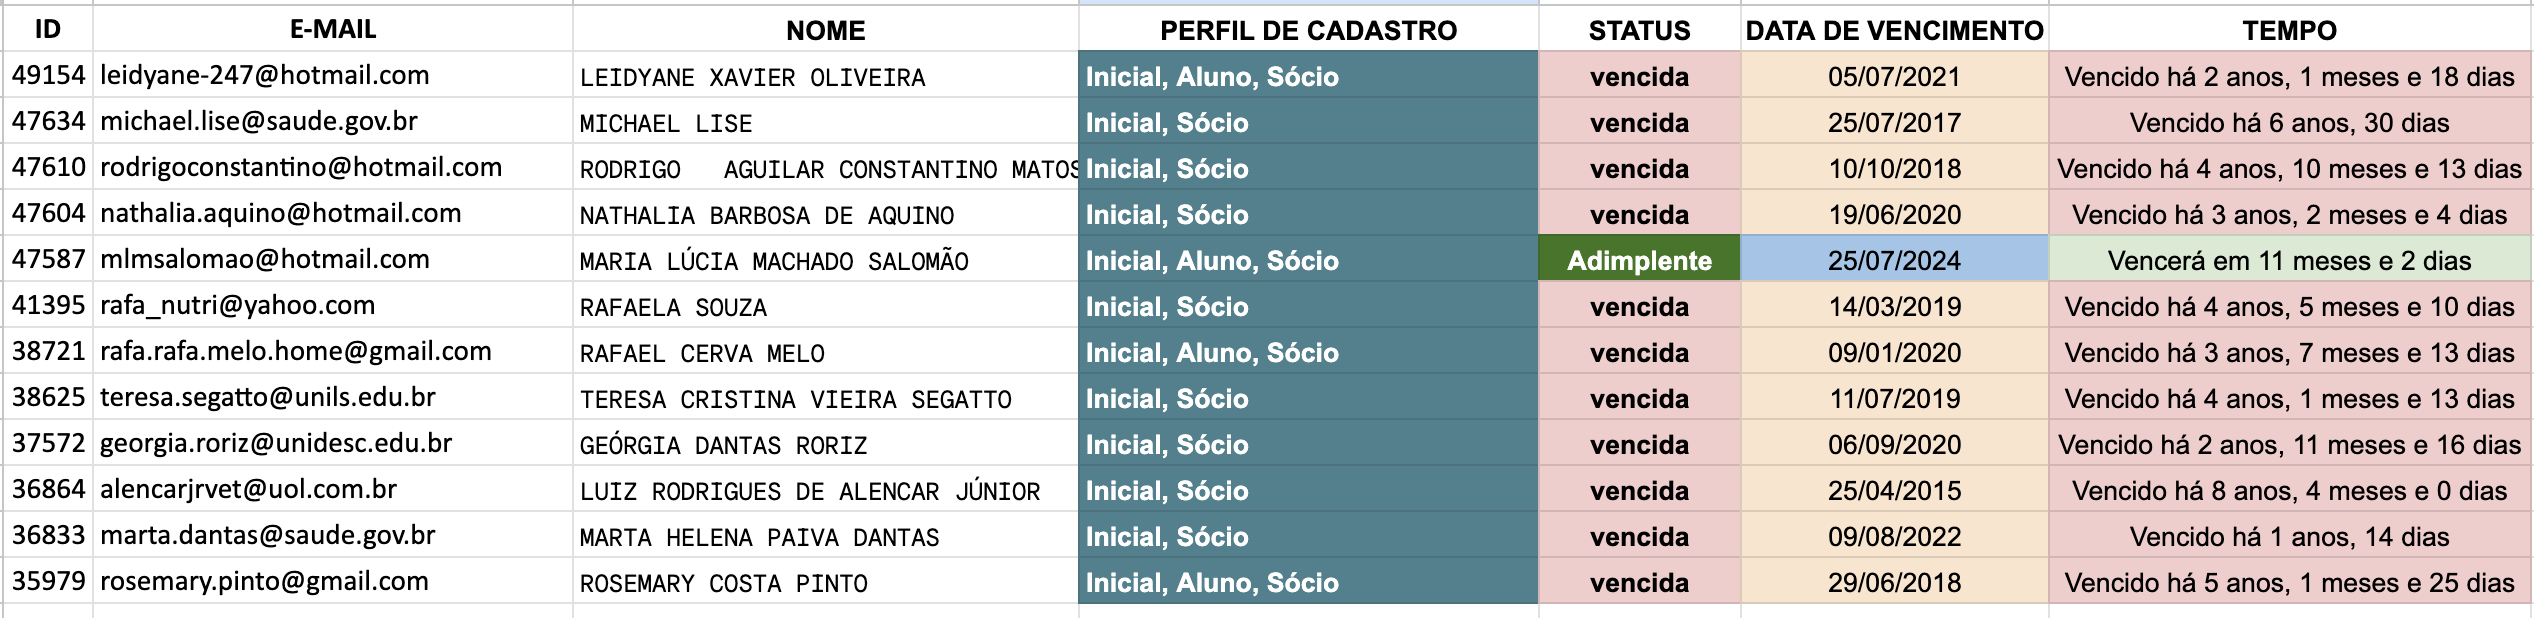 ID E-MAIL NOME PERFIL DE CADASTRO STATUS DATA DE VENCIMENTO TEMPO
49154 leidyane-247@hotmail.com LEIDYANE XAVIER OLIVEIRA Inicial, Aluno, Sócio vencida 05/07/2021 Vencido há 2 anos, 1 meses e 18 dias
47634 michael.lise@saude.gov.br MICHAEL LISE Inicial, Sócio vencida 25/07/2017 Vencido há 6 anos, 30 dias
47610 rodrigoconstantino@hotmail.com RODRIGO   AGUILAR CONSTANTINO MATOS Inicial, Sócio vencida 10/10/2018 Vencido há 4 anos, 10 meses e 13 dias
47604 nathalia.aquino@hotmail.com NATHALIA BARBOSA DE AQUINO Inicial, Sócio vencida 19/06/2020 Vencido há 3 anos, 2 meses e 4 dias
47587 mlmsalomao@hotmail.com MARIA LÚCIA MACHADO SALOMÃO Inicial, Aluno, Sócio Adimplente 25/07/2024 Vencerá em 11 meses e 2 dias
41395 rafa_nutri@yahoo.com RAFAELA SOUZA Inicial, Sócio vencida 14/03/2019 Vencido há 4 anos, 5 meses e 10 dias
38721 rafa.rafa.melo.home@gmail.com RAFAEL CERVA MELO Inicial, Aluno, Sócio vencida 09/01/2020 Vencido há 3 anos, 7 meses e 13 dias
38625 teresa.segatto@unils.edu.br TERESA CRISTINA VIEIRA SEGATTO Inicial, Sócio vencida 11/07/2019 Vencido há 4 anos, 1 meses e 13 dias
37572 georgia.roriz@unidesc.edu.br GEÓRGIA DANTAS RORIZ Inicial, Sócio vencida 06/09/2020 Vencido há 2 anos, 11 meses e 16 dias
36864 alencarjrvet@uol.com.br LUIZ RODRIGUES DE ALENCAR JÚNIOR Inicial, Sócio vencida 25/04/2015 Vencido há 8 anos, 4 meses e 0 dias
36833 marta.dantas@saude.gov.br MARTA HELENA PAIVA DANTAS Inicial, Sócio vencida 09/08/2022 Vencido há 1 anos, 14 dias
35979 rosemary.pinto@gmail.com ROSEMARY COSTA PINTO Inicial, Aluno, Sócio vencida 29/06/2018 Vencido há 5 anos, 1 meses e 25 dias